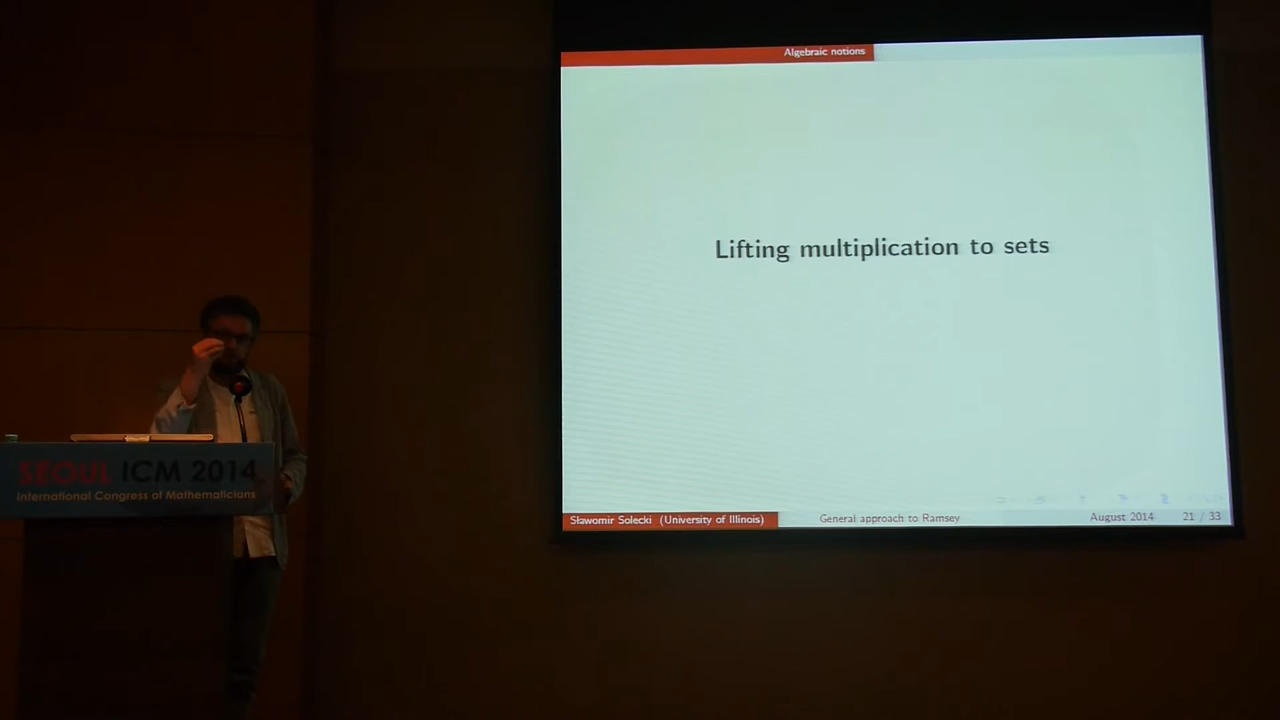 Algebraic notions
Lifting multiplication to sets
Sławomir Solecki (University of Illinois)
General approach to Ramsey
August 2014
21 / 33
SEOUL ICM 2014
International Congress of Mathematicians